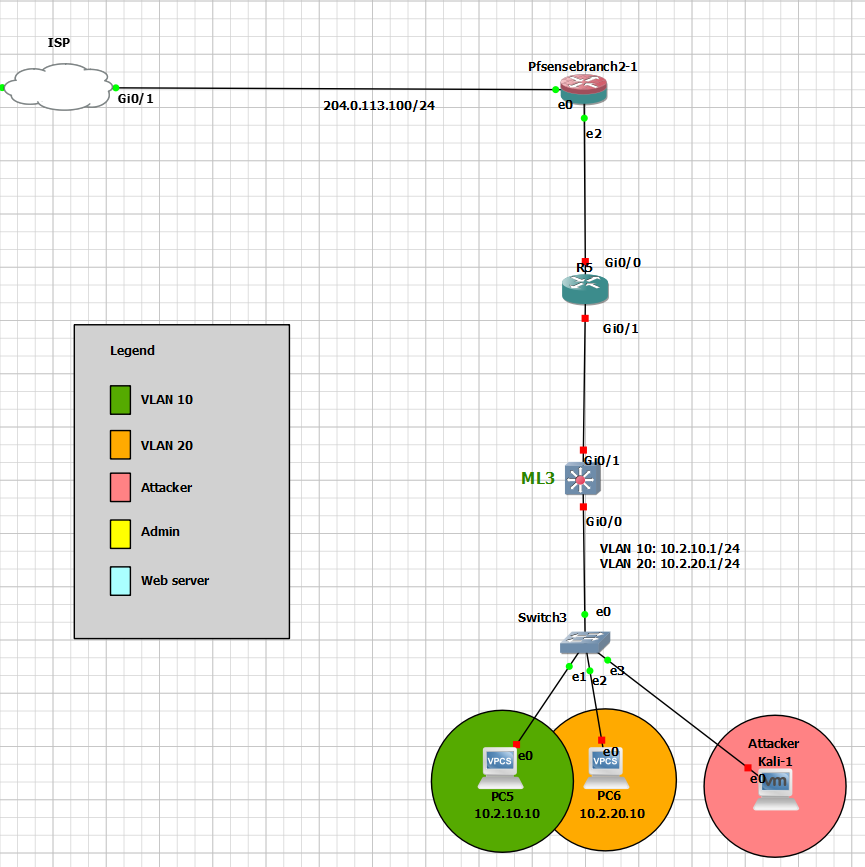 ISP
Pfsensebranch2-1
Gi0/1
204.0.113.100/24
e0
e2
R5
Gi0/0
Gi0/1
Legend
VLAN 10
VLAN 20
Attacker
Admin
Web server
Gi0/1
ML3
Gi0/0
VLAN 10: 10.2.10.1/24
VLAN 20: 10.2.20.1/24
Switch3
e0
e1
e2
e3
e0
VPCS
PC5
10.2.10.10
e0
VPCS
PC6
10.2.20.10
Attacker
Kali-1
e0
vm